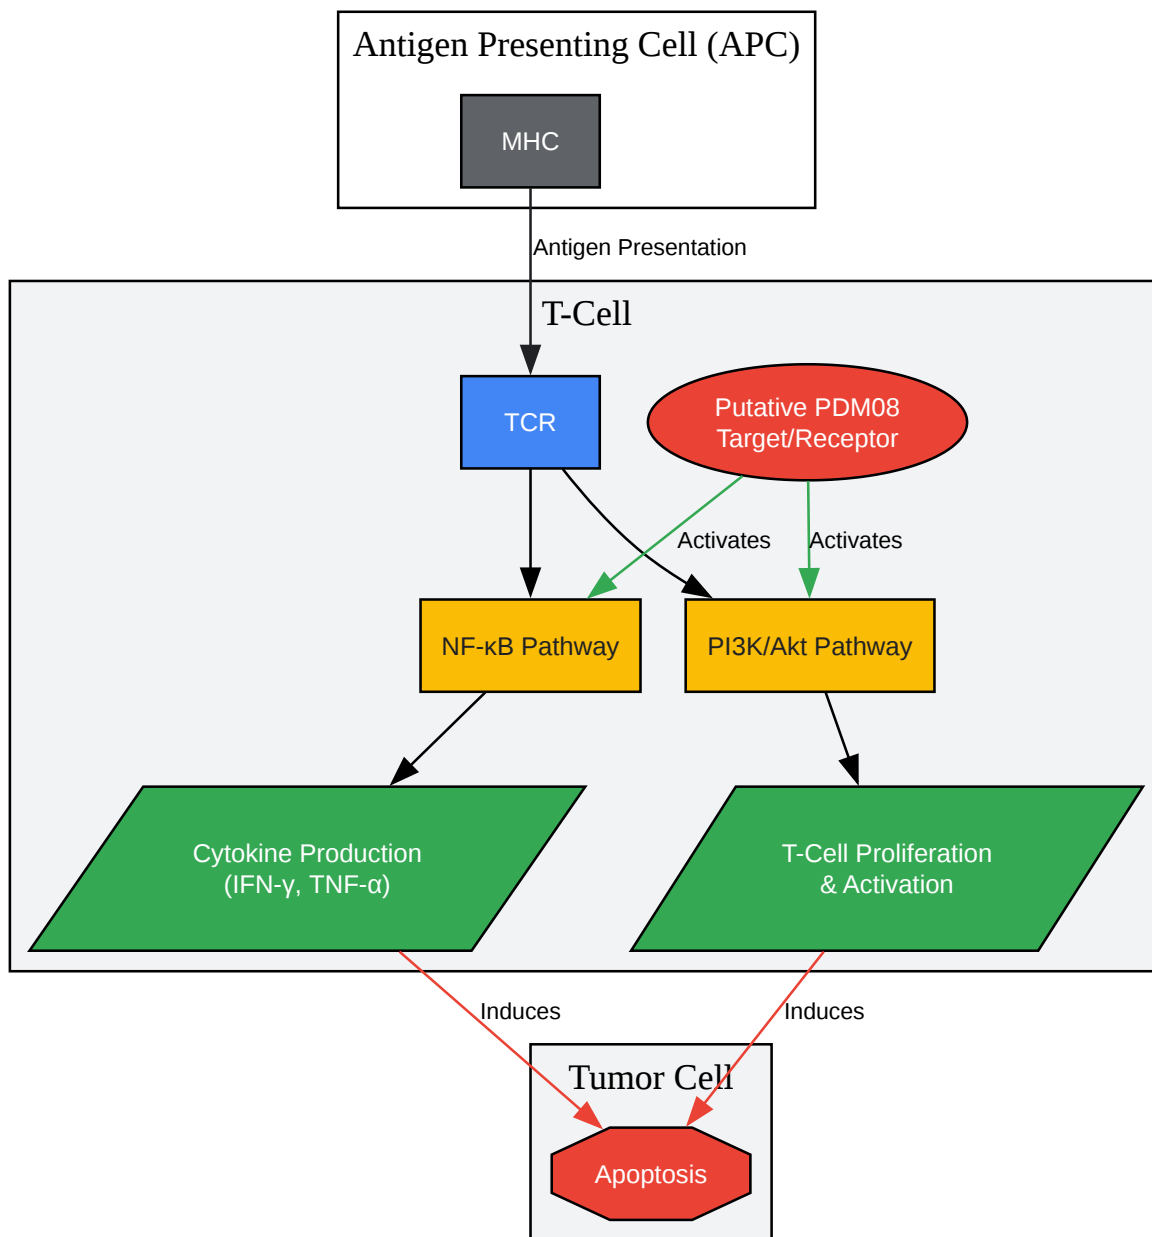 Antigen Presenting Cell (APC)
MHC
Antigen Presentation
T-Cell
TCR
Putative PDM08
Target/Receptor
Activates
Activates
NF-κB Pathway
PI3K/Akt Pathway
Cytokine Production
(IFN-γ, TNF-α)
T-Cell Proliferation
& Activation
Induces
Induces
Tumor Cell
Apoptosis